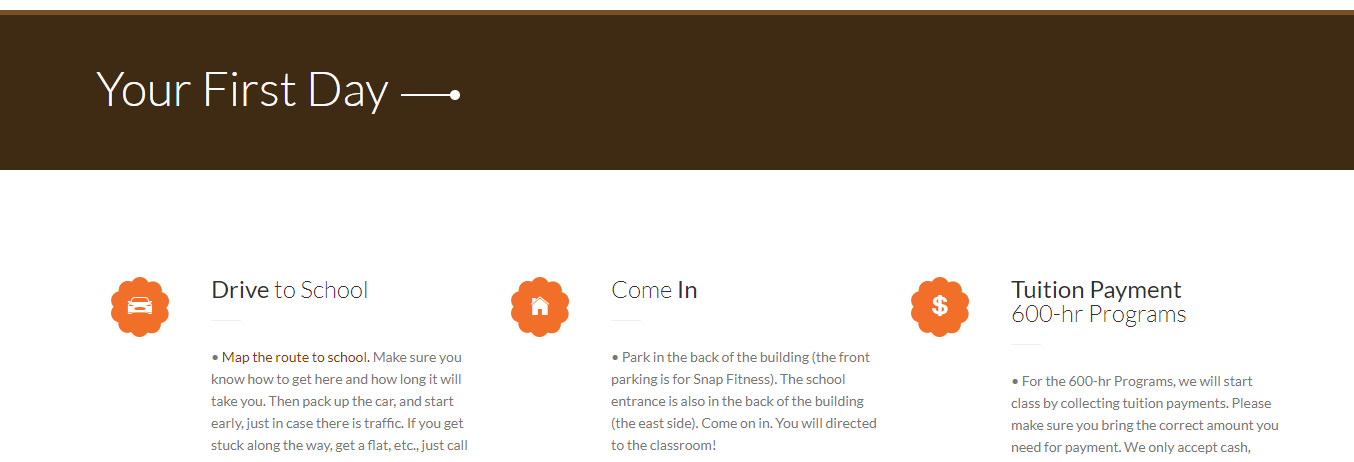 Your First Day
Drive to School
• Map the route to school. Make sure you
know how to get here and how long it will
take you. Then pack up the car, and start
early, just in case there is traffic. If you get
stuck along the way, get a flat, etc., just call
Come In
• Park in the back of the building (the front
parking is for Snap Fitness). The school
entrance is also in the back of the building
(the east side). Come on in. You will directed
to the classroom!
$
Tuition Payment
600-hr Programs
• For the 600-hr Programs, we will start
class by collecting tuition payments. Please
make sure you bring the correct amount you
need for payment. We only accept cash,